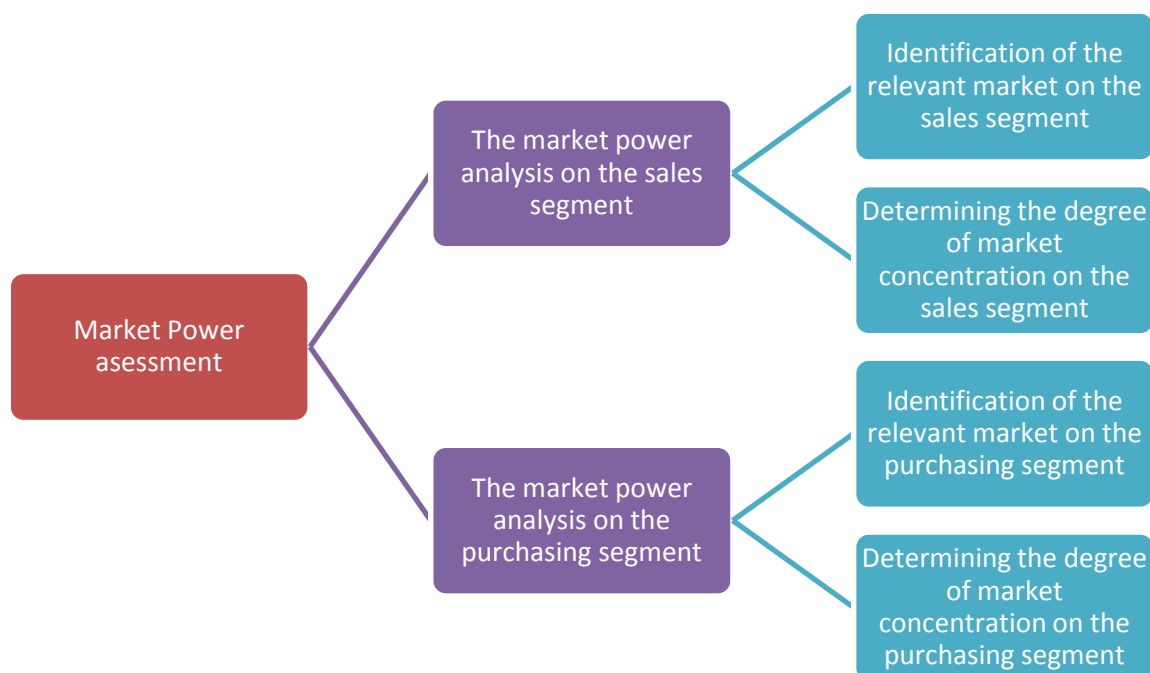 Market Power
asessment
The market power
analysis on the sales
segment
The market power
analysis on the
purchasing segment
Identification of the
relevant market on the
sales segment
Determining the degree
of market
concentration on the
sales segment
Identification of the
relevant market on the
purchasing segment
Determining the degree
of market
concentration on the
purchasing segment